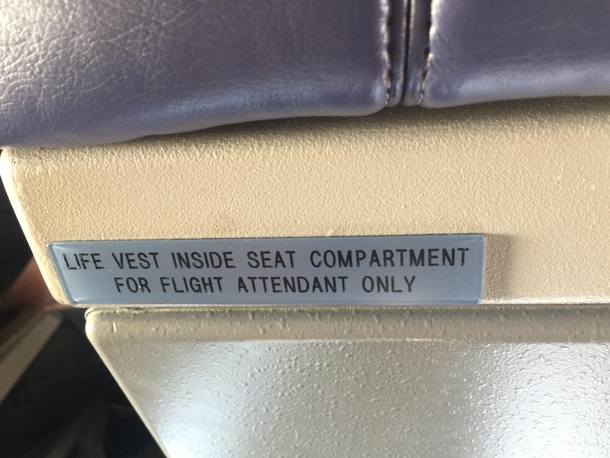 LIFE VEST INSIDE SEAT COMPARTMENT
FOR FLIGHT ATTENDANT ONLY